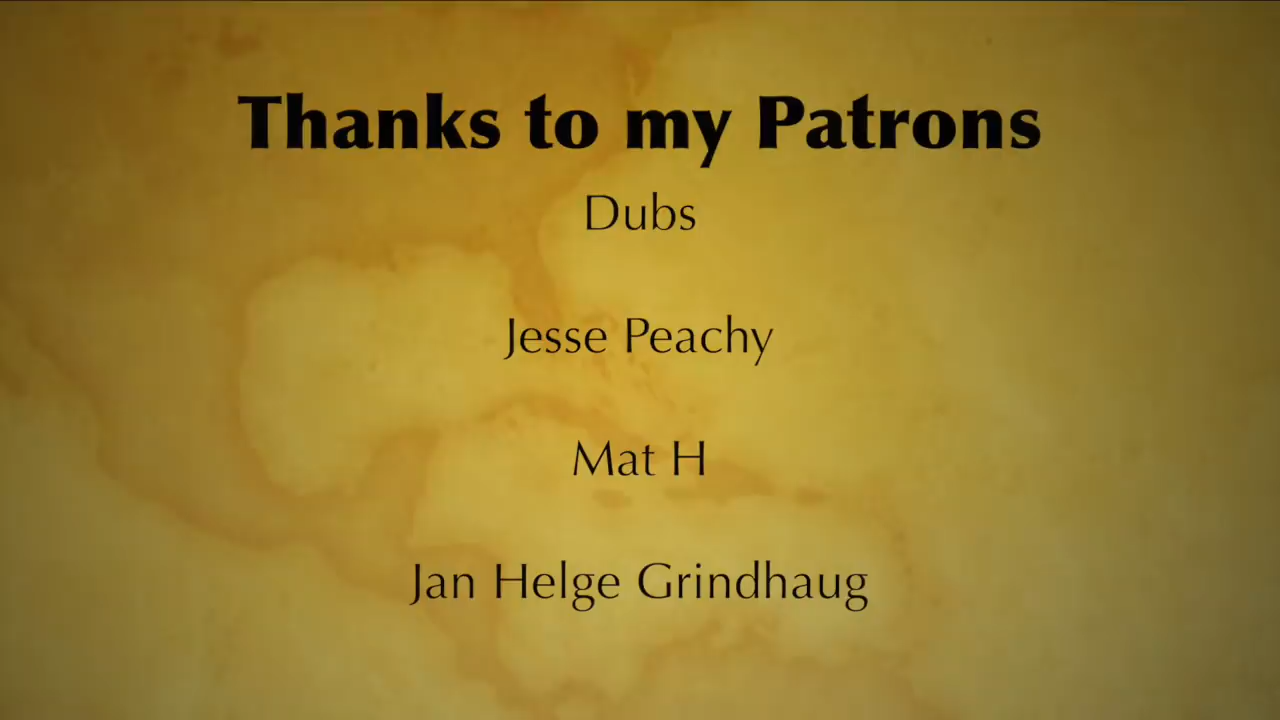 Thanks to my Patrons
Dubs
Jesse Peachy
Mat H
Jan Helge Grindhaug